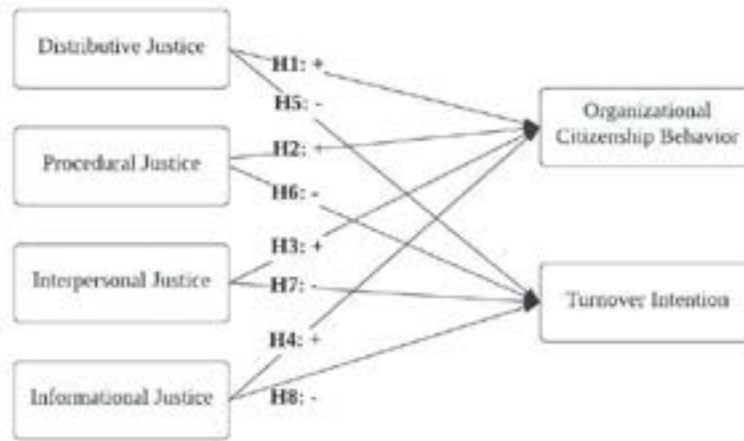 Distributive Justice
H1: +
H5: -
Organizational
Citizenship Behavior
Procedural Justice
H2: +
H6: -
Interpersonal Justice
H3: +
H7: -
Turnover Intention
H4: +
Informational Justice
H8: -